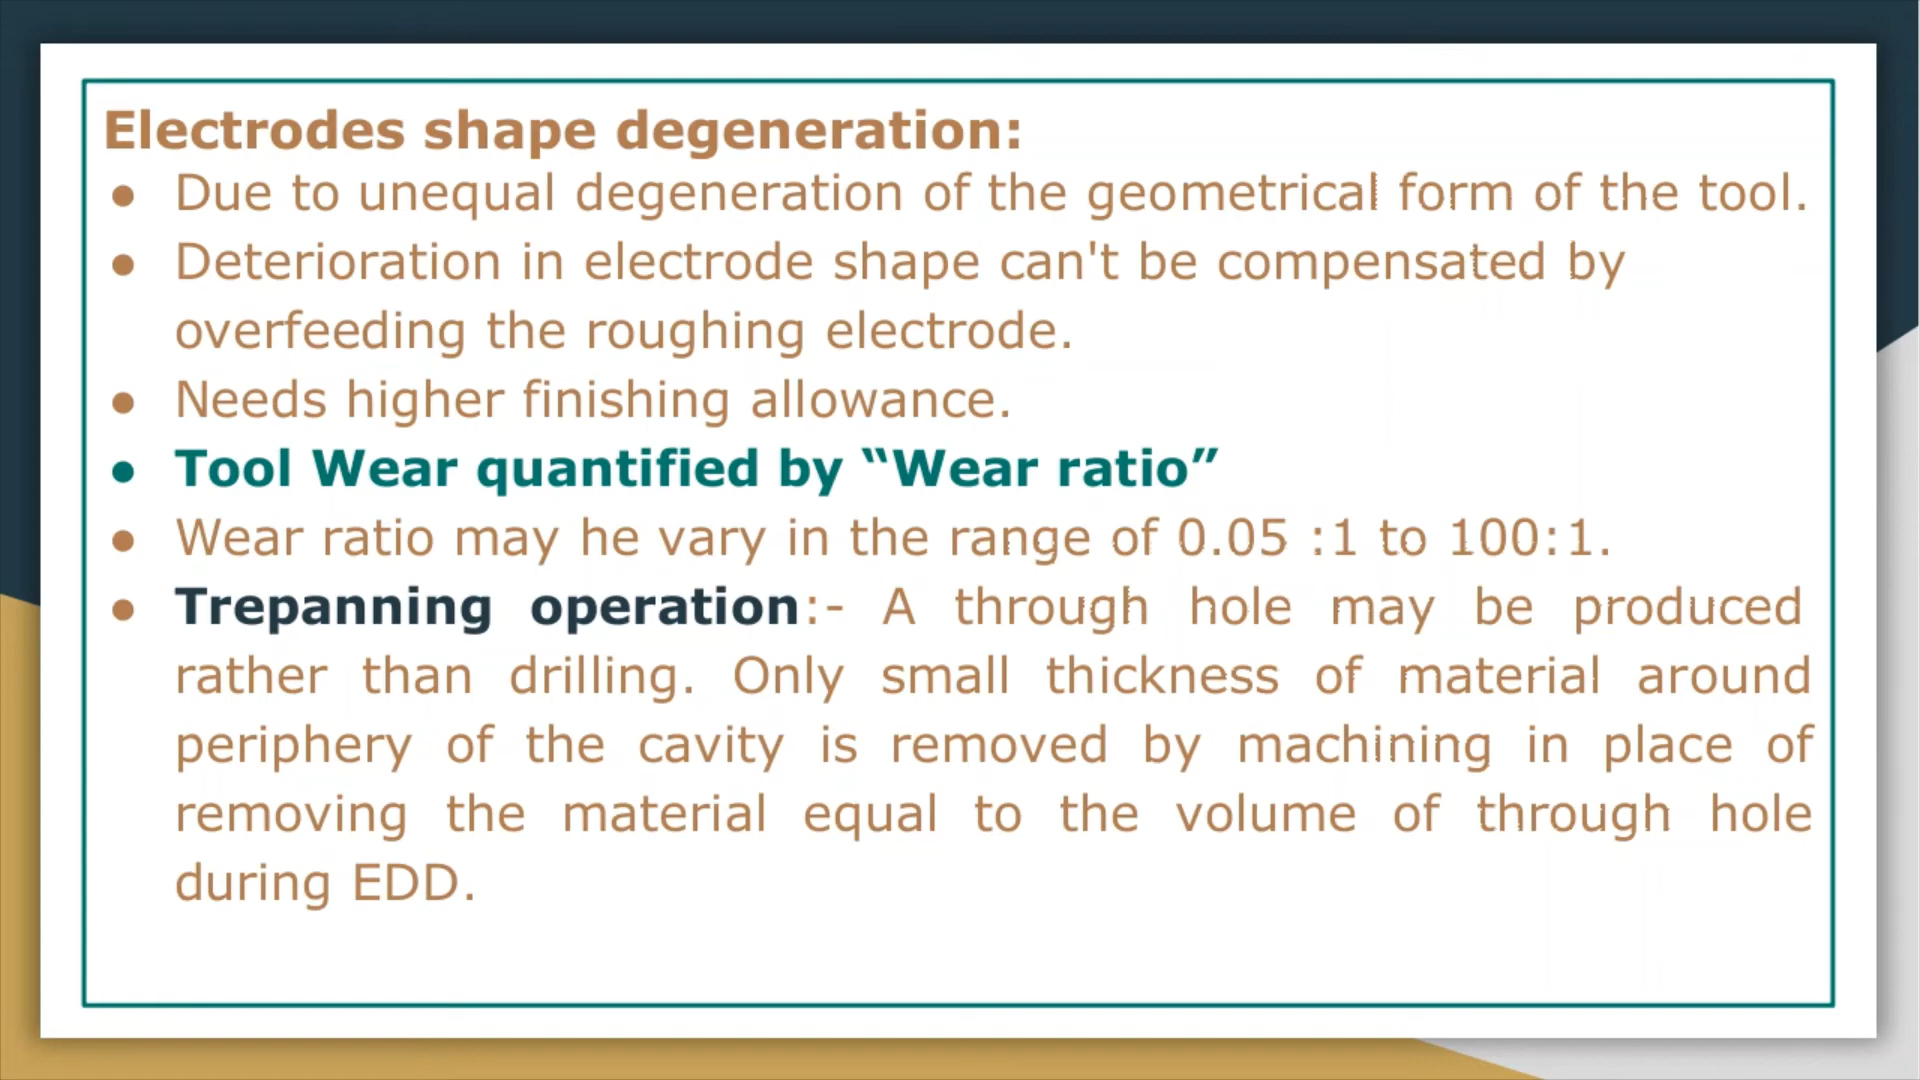 Electrodes shape degeneration:
● Due to unequal degeneration of the geometrical form of the tool.
● Deterioration in electrode shape can't be compensated by
overfeeding the roughing electrode.
● Needs higher finishing allowance.
● Tool Wear quantified by “Wear ratio”
● Wear ratio may he vary in the range of 0.05 :1 to 100:1.
● Trepanning operation:- A through hole may be produced
rather than drilling. Only small thickness of material around
periphery of the cavity is removed by machining in place of
removing the material equal to the volume of through hole
during EDD.